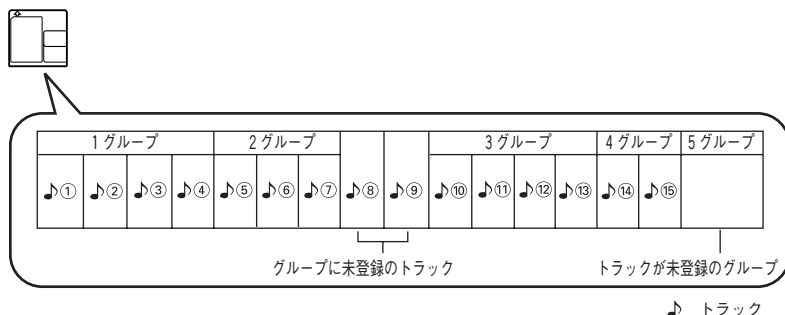 1 グループ 2 グループ 3 グループ 4 グループ 5 グループ
♪① ♪② ♪③ ♪④ ♪⑤ ♪⑥ ♪⑦ ♪⑧ ♪⑨ ♪⑩ ♪⑪ ♪⑫ ♪⑬ ♪⑭ ♪⑮
グループに未登録のトラック トラックが未登録のグループ
♪ トラック